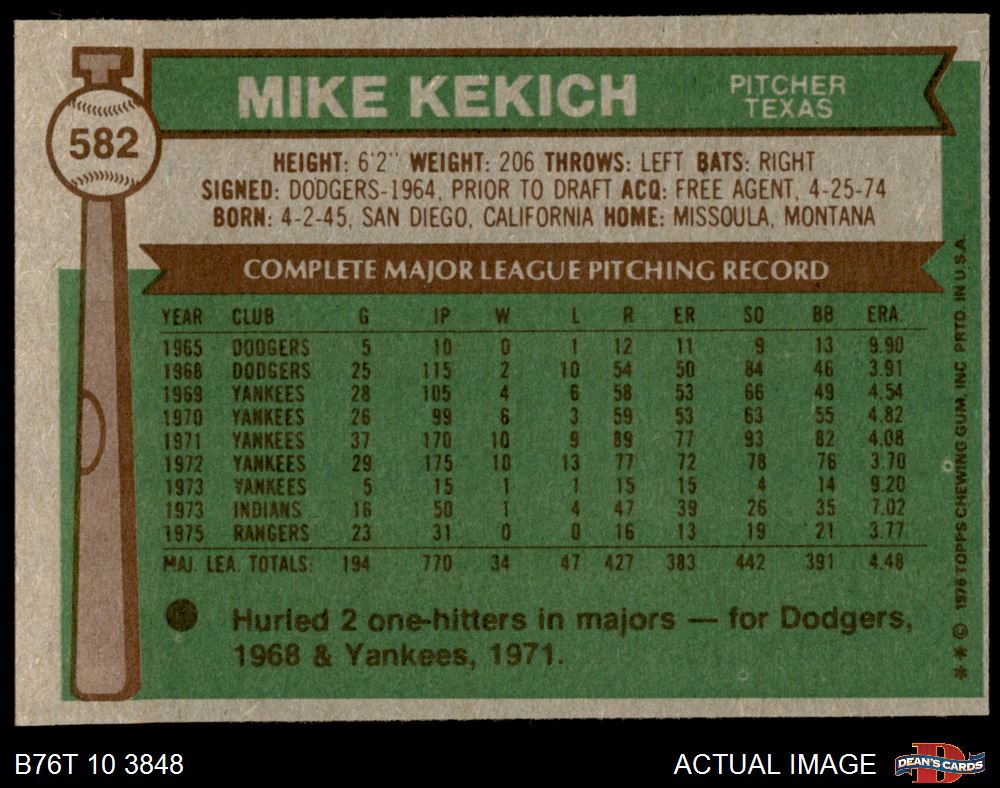 MIKE KEKICH
PITCHER
TEXAS
582
HEIGHT: 6'2" WEIGHT: 206 THROWS: LEFT BATS: RIGHT
SIGNED: DODGERS-1964, PRIOR TO DRAFT ACQ: FREE AGENT, 4-25-74
BORN: 4-2-45, SAN DIEGO, CALIFORNIA HOME: MISSOULA, MONTANA
COMPLETE MAJOR LEAGUE PITCHING RECORD
YEAR CLUB G IP W L R ER SO BB ERA.
1965 DODGERS 5 10 0 1 12 11 9 13 9.90
1968 DODGERS 25 115 2 10 54 50 84 46 3.91
1969 YANKEES 28 105 4 6 58 53 66 49 4.54
1970 YANKEES 26 99 6 3 59 53 63 55 4.82
1971 YANKEES 37 170 10 9 89 77 93 82 4.08
1972 YANKEES 29 175 10 13 77 72 78 76 3.70
1973 YANKEES 5 15 1 1 15 15 4 14 9.20
1973 INDIANS 16 50 1 4 47 39 26 35 7.02
1975 RANGERS 23 31 0 0 16 13 19 21 3.77
MAJ. LEA. TOTALS: 194 770 34 47 427 383 442 391 4.48
Hurled 2 one-hitters in majors — for Dodgers,
1968 & Yankees, 1971.
** © 1976 TOPPS CHEWING GUM, INC PRTD. IN U.S.A.
B76T 10 3848
ACTUAL IMAGE
D
DEAN'S CARDS